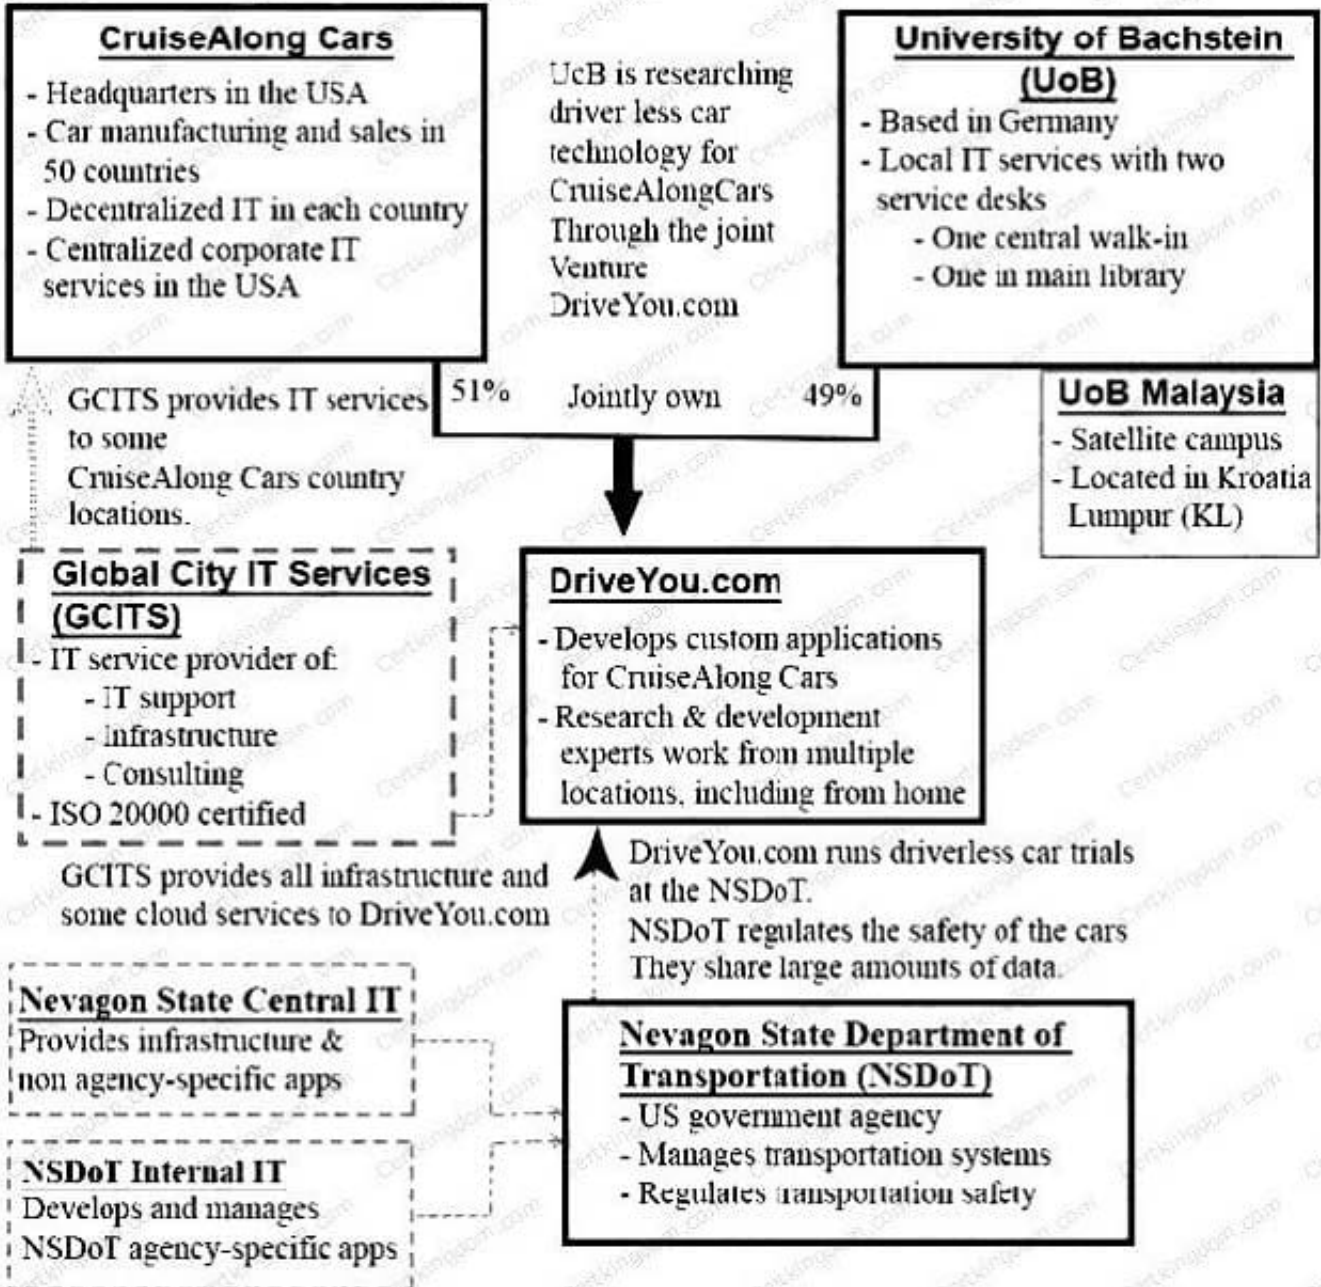 CruiseAlong Cars
- Headquarters in the USA
- Car manufacturing and sales in
50 countries
- Decentralized IT in each country
- Centralized corporate IT
services in the USA
UcB is researching
driver less car
technology for
CruiseAlongCars
Through the joint
Venture
DriveYou.com
University of Bachstein
(UoB)
- Based in Germany
- Local IT services with two
service desks
- One central walk-in
- One in main library
51% Jointly own 49%
UoB Malaysia
- Satellite campus
- Located in Kroatia
Lumpur (KL)
GCITS provides IT services
to some
CruiseAlong Cars country
locations.
Global City IT Services
(GCITS)
- IT service provider of:
- IT support
- Infrastructure
- Consulting
- ISO 20000 certified
DriveYou.com
- Develops custom applications
for CruiseAlong Cars
- Research & development
experts work from multiple
locations, including from home
GCITS provides all infrastructure and
some cloud services to DriveYou.com
DriveYou.com runs driverless car trials
at the NSDoT.
NSDoT regulates the safety of the cars
They share large amounts of data.
Nevagon State Central IT
Provides infrastructure &
non agency-specific apps
NSDoT Internal IT
Develops and manages
NSDoT agency-specific apps
Nevagon State Department of
Transportation (NSDoT)
- US government agency
- Manages transportation systems
- Regulates transportation safety
Certkingdom.com